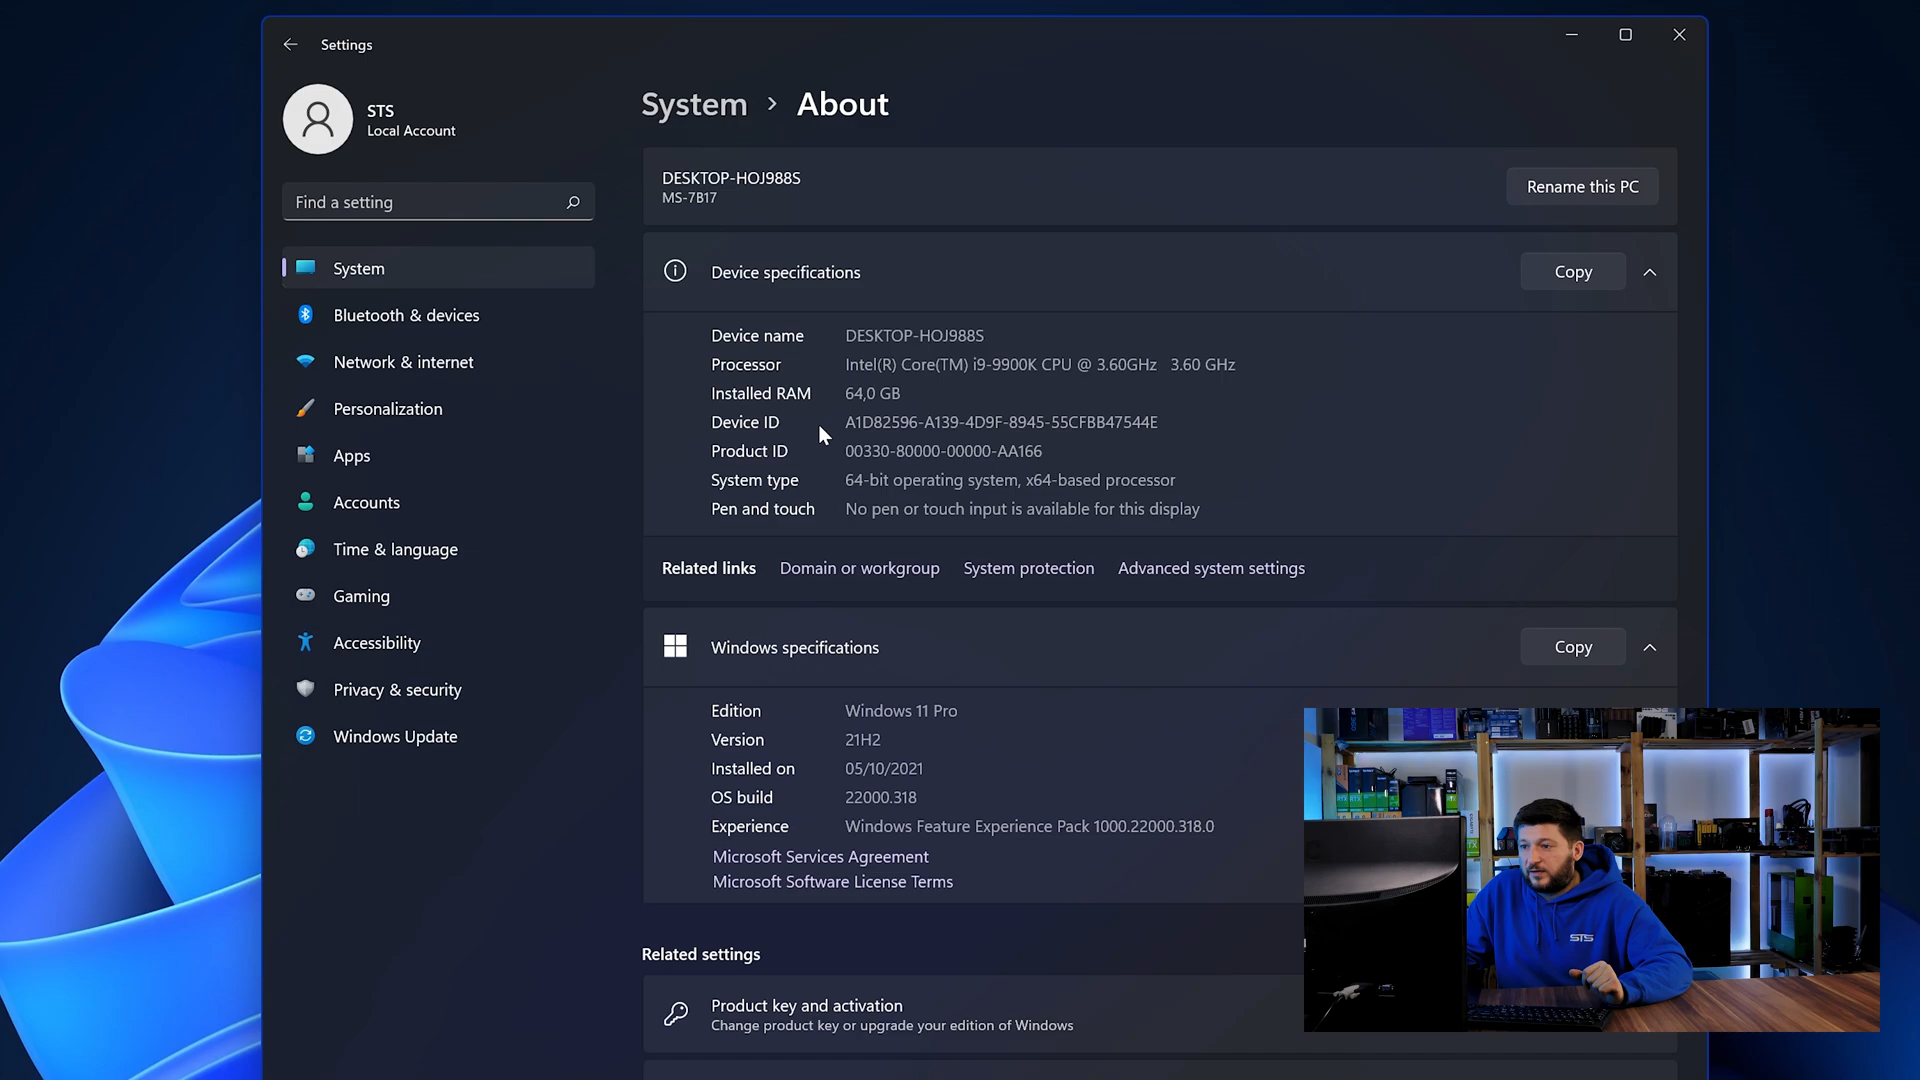 Settings
STS
Local Account
Find a setting
System
Bluetooth & devices
Network & internet
Personalization
Apps
Accounts
Time & language
Gaming
Accessibility
Privacy & security
Windows Update
System > About
DESKTOP-HOJ988S
MS-7B17
Rename this PC
Device specifications
Copy
Device name DESKTOP-HOJ988S
Processor Intel(R) Core(TM) i9-9900K CPU @ 3.60GHz 3.60 GHz
Installed RAM 64,0 GB
Device ID A1D82596-A139-4D9F-8945-55CFBB47544E
Product ID 00330-80000-00000-AA166
System type 64-bit operating system, x64-based processor
Pen and touch No pen or touch input is available for this display
Related links Domain or workgroup System protection Advanced system settings
Windows specifications
Copy
Edition Windows 11 Pro
Version 21H2
Installed on 05/10/2021
OS build 22000.318
Experience Windows Feature Experience Pack 1000.22000.318.0
Microsoft Services Agreement
Microsoft Software License Terms
Related settings
Product key and activation
Change product key or upgrade your edition of Windows
STS